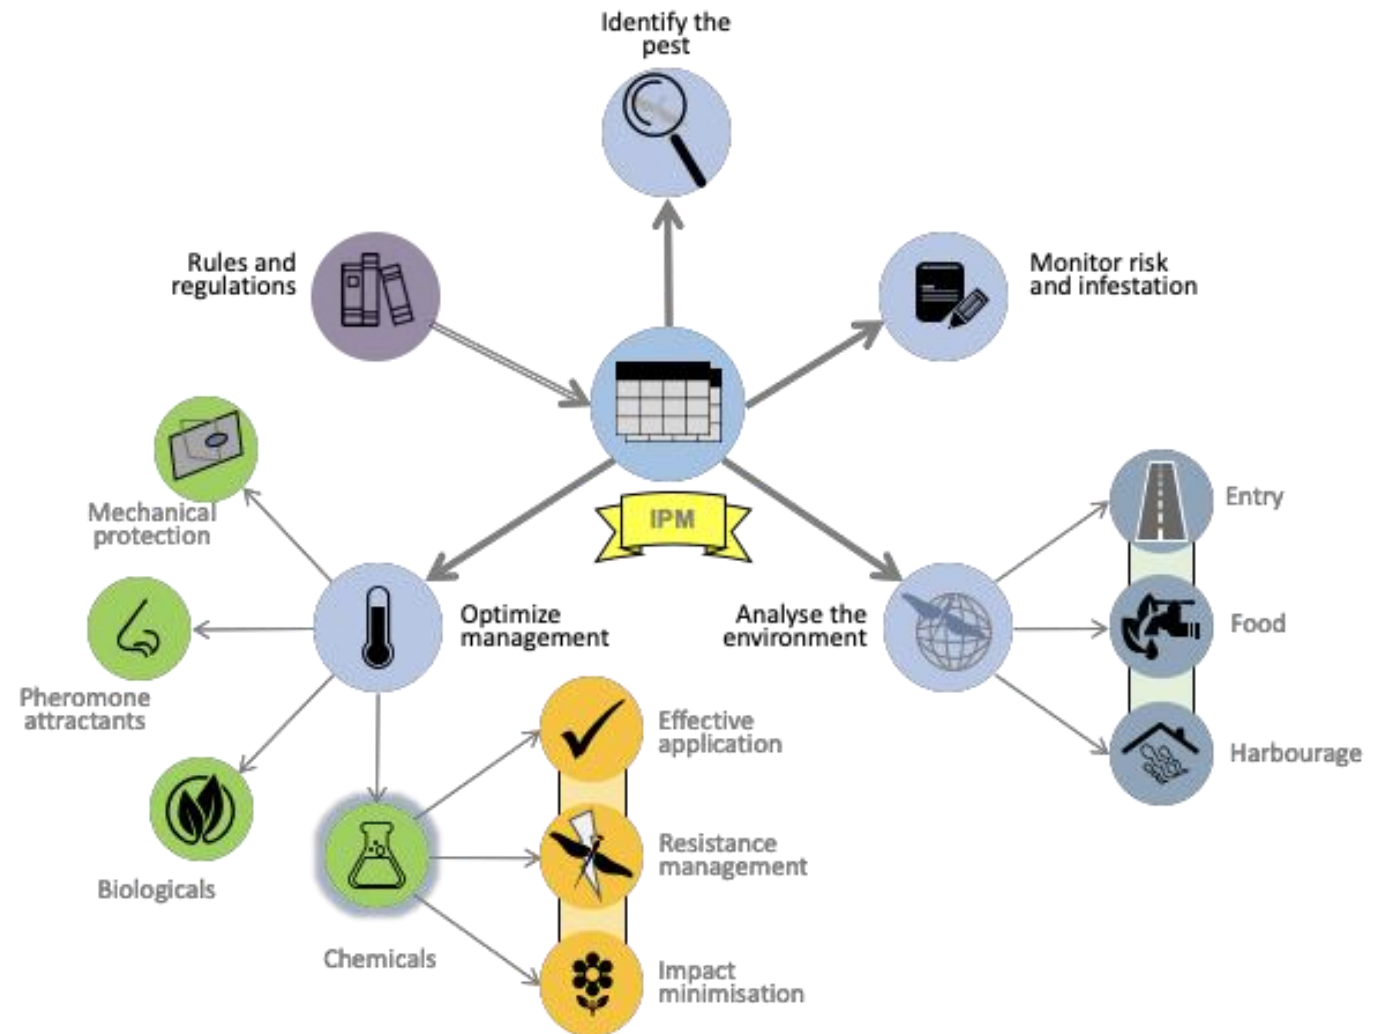 Identify the
pest
Rules and
regulations
Monitor risk
and infestation
IPM
Mechanical
protection
Pheromone
attractants
Biologicals
Optimize
management
Analyse the
environment
Entry
Food
Harbourage
Chemicals
Effective
application
Resistance
management
Impact
minimisation